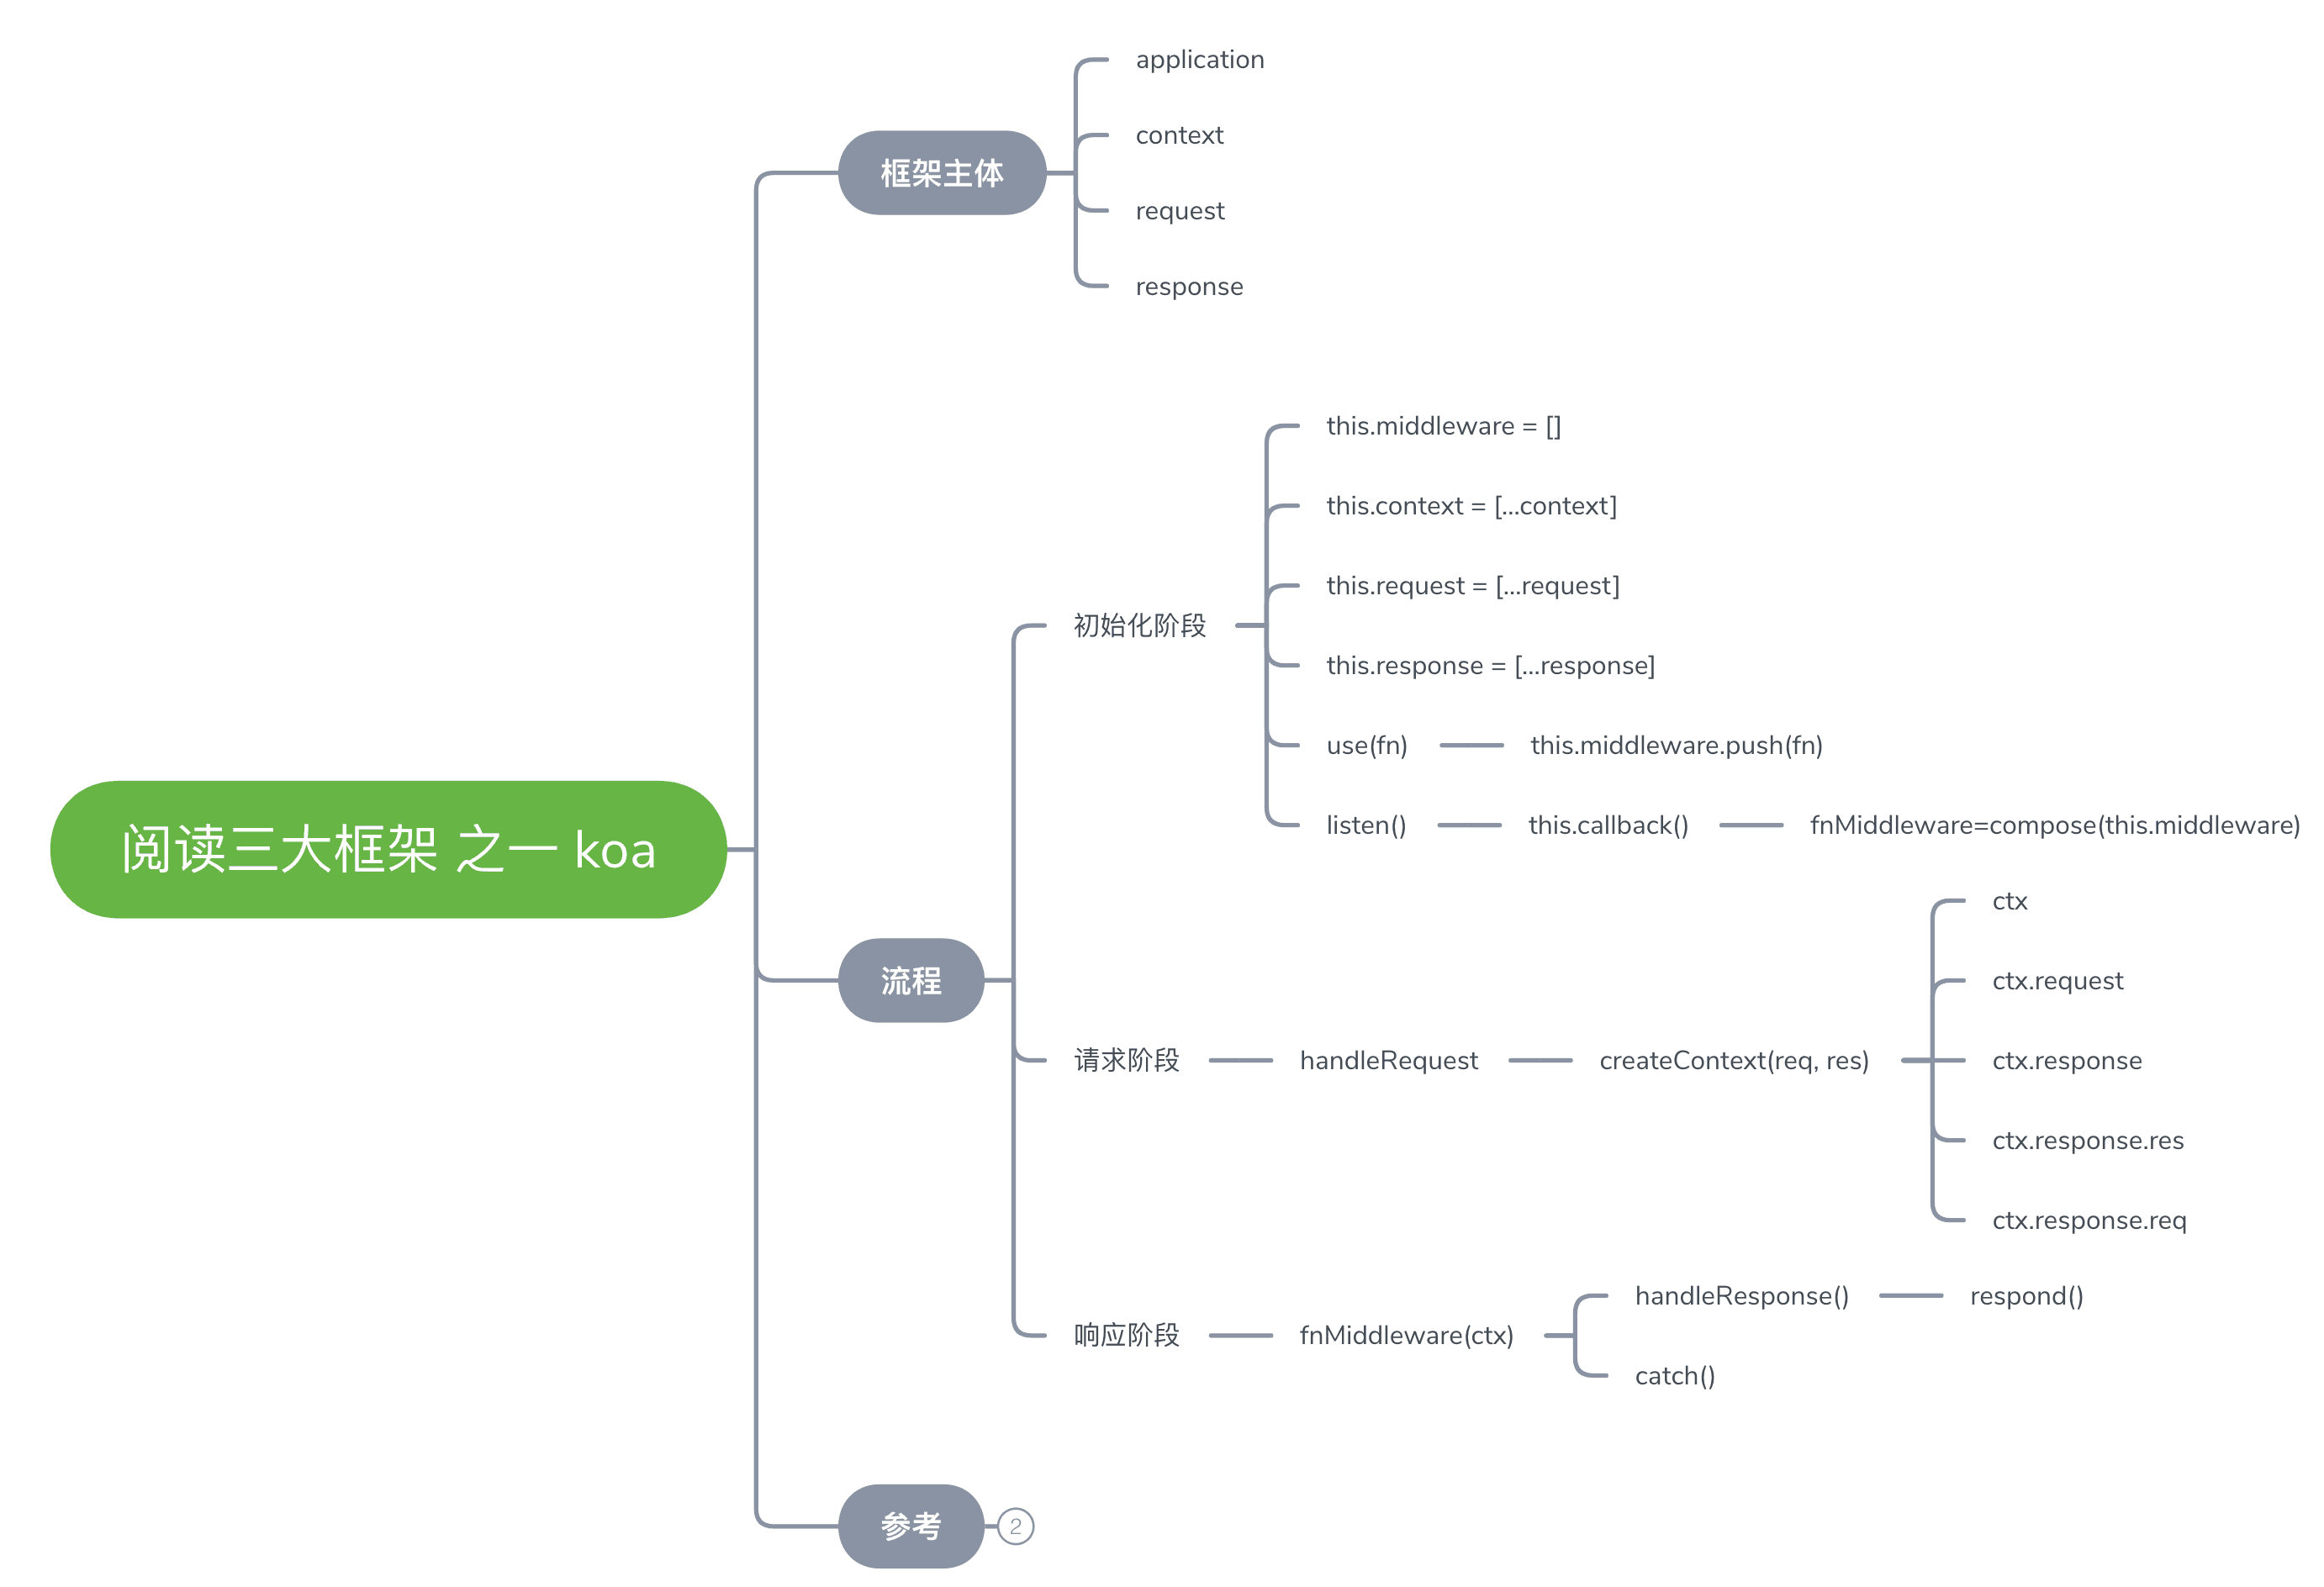 阅读三大框架 之一 koa
框架主体
application
context
request
response
流程
初始化阶段
this.middleware = []
this.context = [...context]
this.request = [...request]
this.response = [...response]
use(fn)
this.middleware.push(fn)
listen()
this.callback()
fnMiddleware=compose(this.middleware)
请求阶段
handleRequest
createContext(req, res)
ctx
ctx.request
ctx.response
ctx.response.res
ctx.response.req
响应阶段
fnMiddleware(ctx)
handleResponse()
respond()
catch()
参考
2